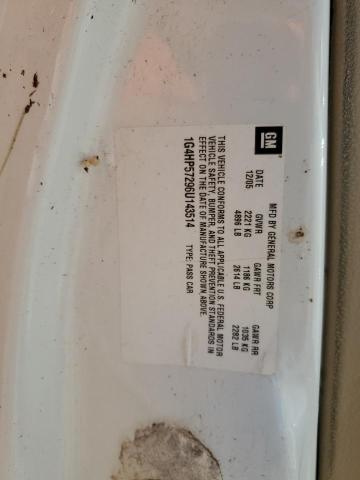 GM
MFD BY GENERAL MOTORS CORP
DATE GVWR GAWR FRT GAWR RR
12/05 2221 KG 1186 KG 1035 KG
4896 LB 2614 LB 2282 LB
THIS VEHICLE CONFORMS TO ALL APPLICABLE U.S. FEDERAL MOTOR
VEHICLE SAFETY, BUMPER, AND THEFT PREVENTION STANDARDS IN
EFFECT ON THE DATE OF MANUFACTURE SHOWN ABOVE.
1G4HP57296U143514 TYPE: PASS CAR